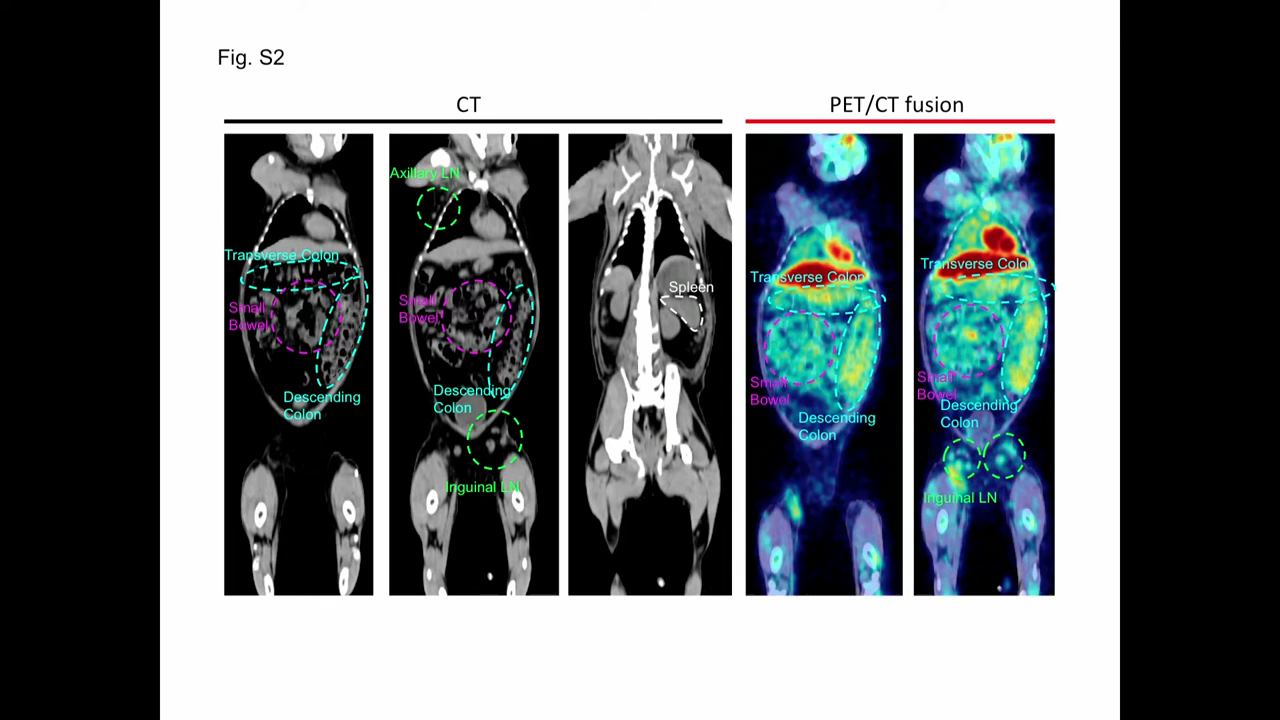 Fig. S2
CT
PET/CT fusion
Transverse Colon
Small
Bowel
Descending
Colon
Axillary LN
Small
Bowel
Descending
Colon
Inguinal LN
Spleen
Transverse Colon
Small
Bowel
Descending
Colon
Transverse Colon
Small
Bowel
Descending
Colon
Inguinal LN